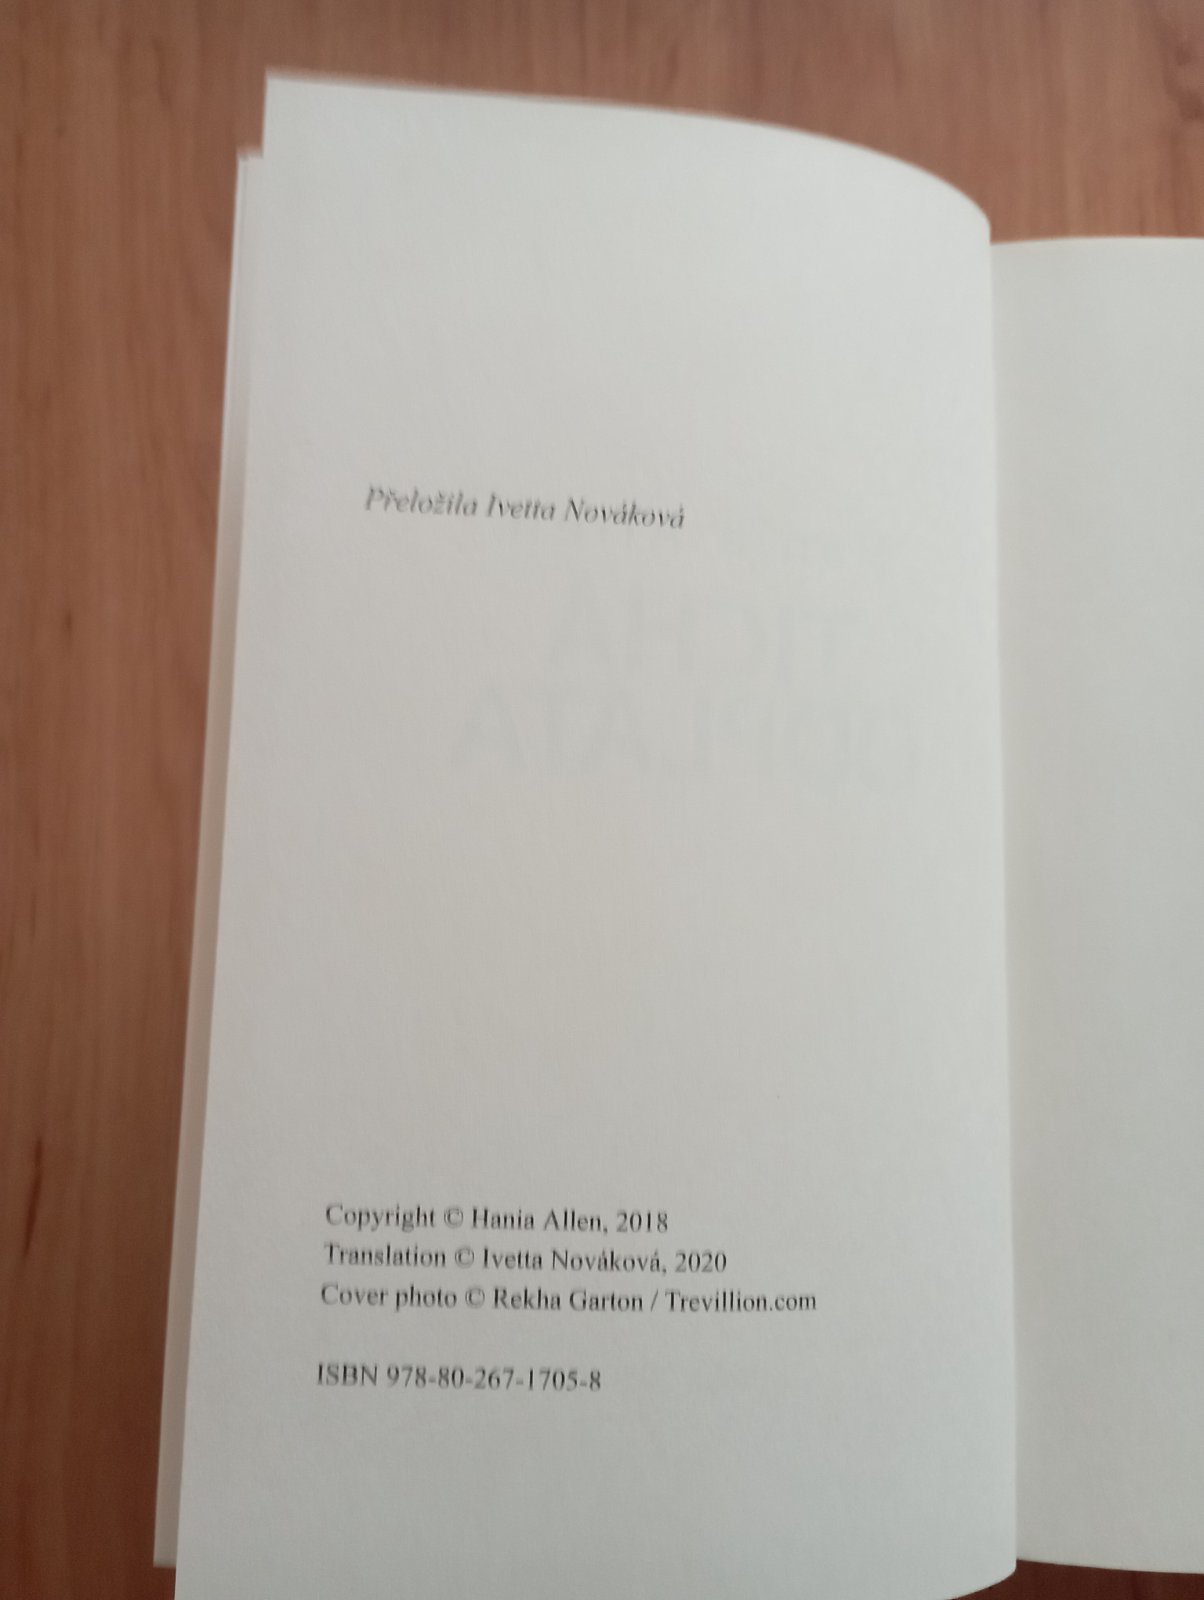 Přeložila Ivetta Nováková
Copyright © Hania Allen, 2018
Translation © Ivetta Nováková, 2020
Cover photo © Rekha Garton / Trevillion.com
ISBN 978-80-267-1705-8